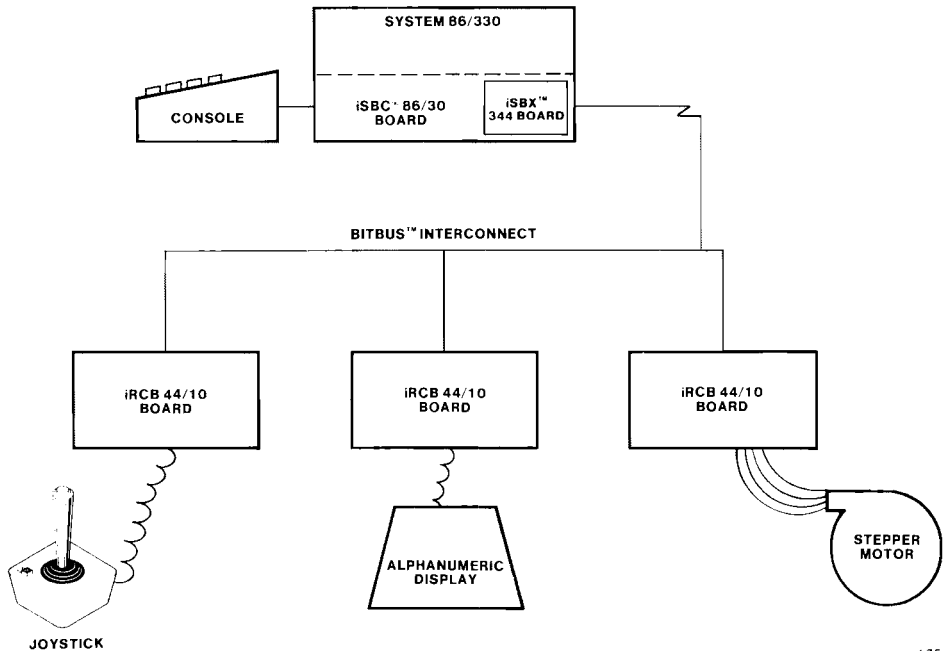 SYSTEM 86/330
CONSOLE
iSBC™ 86/30
BOARD
iSBX™
344 BOARD
BITBUS™ INTERCONNECT
iRCB 44/10
BOARD
iRCB 44/10
BOARD
iRCB 44/10
BOARD
JOYSTICK
ALPHANUMERIC
DISPLAY
STEPPER
MOTOR